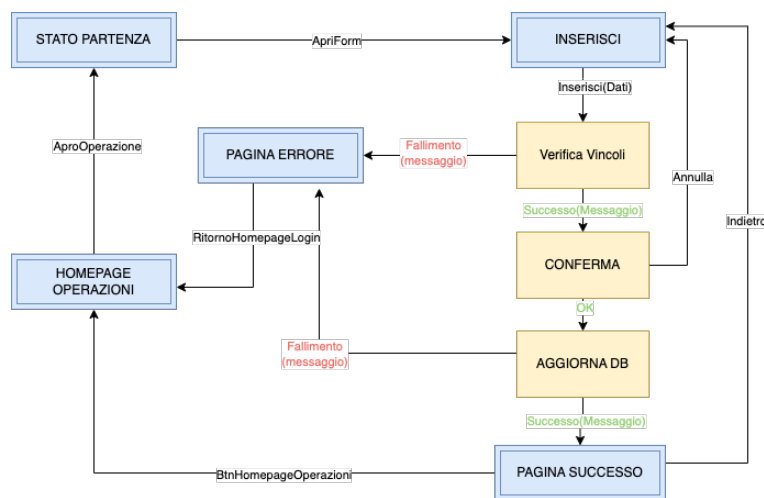 STATO PARTENZA
ApriForm
INSERISCI
Inserisci(Dati)
AproOperazione
PAGINA ERRORE
Fallimento
(messaggio)
Verifica Vincoli
Annulla
Successo(Messaggio)
Indietro
RitornoHomepageLogin
HOMEPAGE
OPERAZIONI
CONFERMA
OK
Fallimento
(messaggio)
AGGIORNA DB
Successo(Messaggio)
BtnHomepageOperazioni
PAGINA SUCCESSO